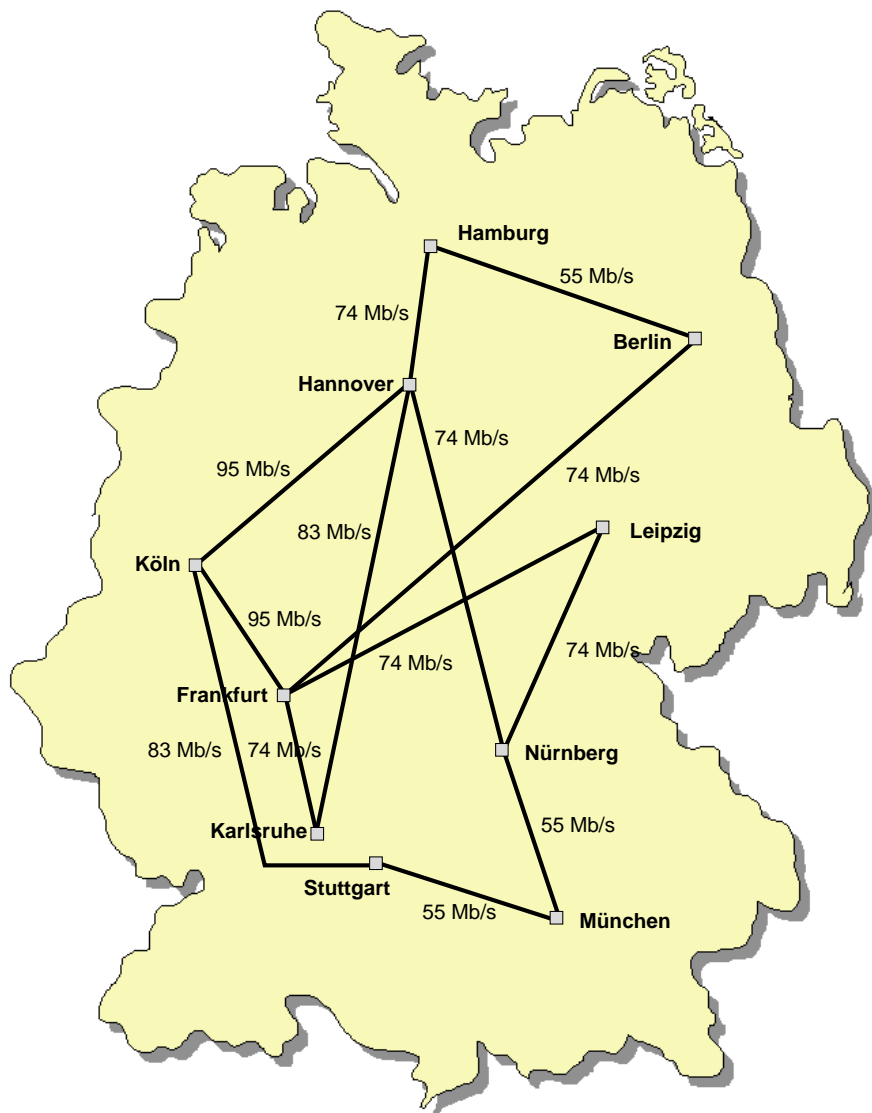 Hamburg
55 Mb/s
74 Mb/s
Berlin
Hannover
74 Mb/s
95 Mb/s
74 Mb/s
83 Mb/s
Leipzig
Köln
95 Mb/s
74 Mb/s
74 Mb/s
Frankfurt
83 Mb/s
74 Mb/s
Nürnberg
55 Mb/s
Karlsruhe
Stuttgart
55 Mb/s
München